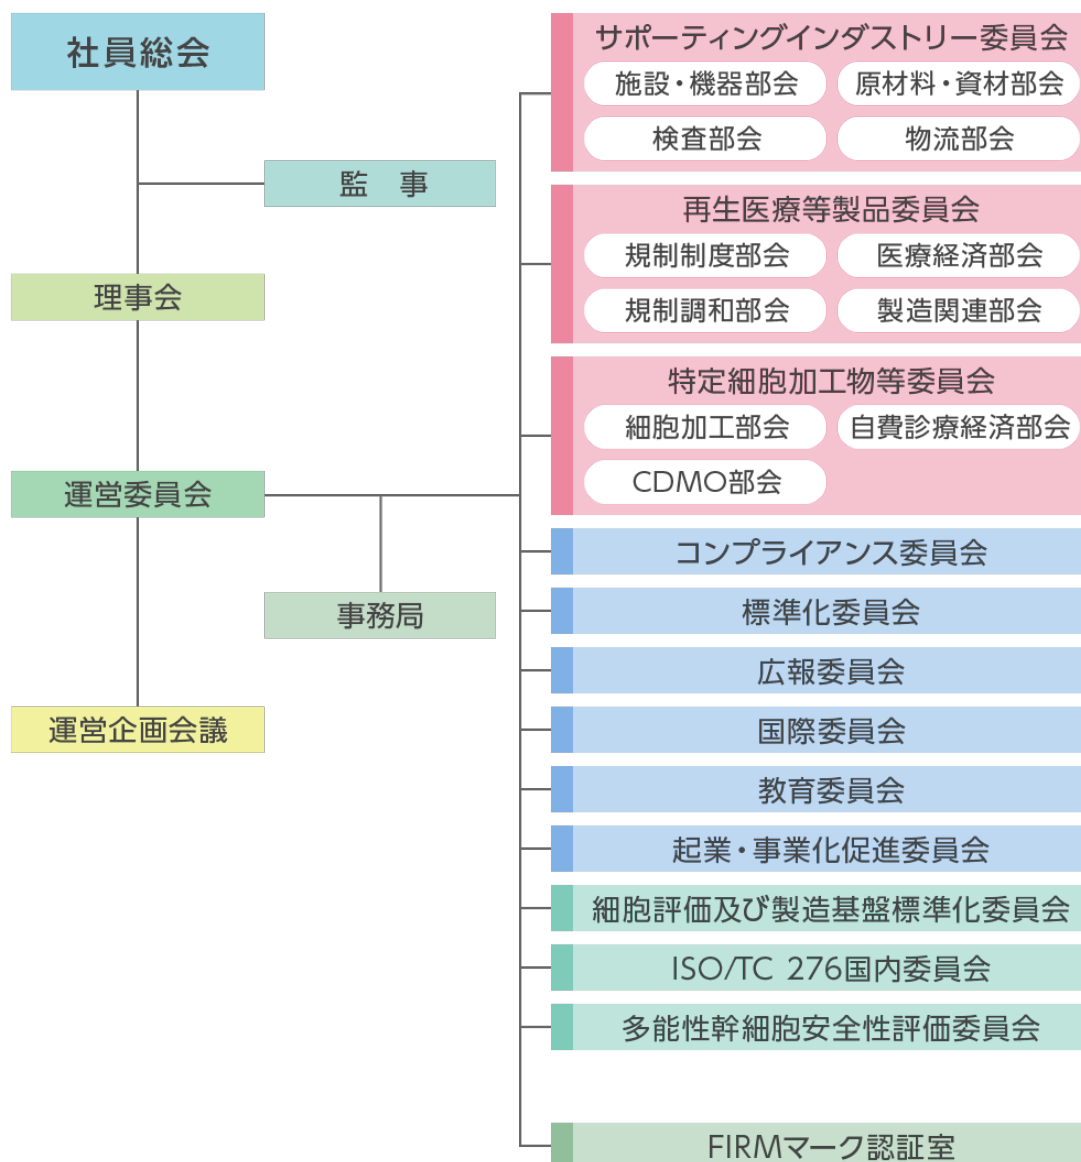 社員総会
監　事
理事会
運営委員会
事務局
運営企画会議
サポーティングインダストリー委員会
施設・機器部会
原材料・資材部会
検査部会
物流部会
再生医療等製品委員会
規制制度部会
医療経済部会
規制調和部会
製造関連部会
特定細胞加工物等委員会
細胞加工部会
自費診療経済部会
CDMO部会
コンプライアンス委員会
標準化委員会
広報委員会
国際委員会
教育委員会
起業・事業化促進委員会
細胞評価及び製造基盤標準化委員会
ISO/TC 276国内委員会
多能性幹細胞安全性評価委員会
FIRMマーク認証室